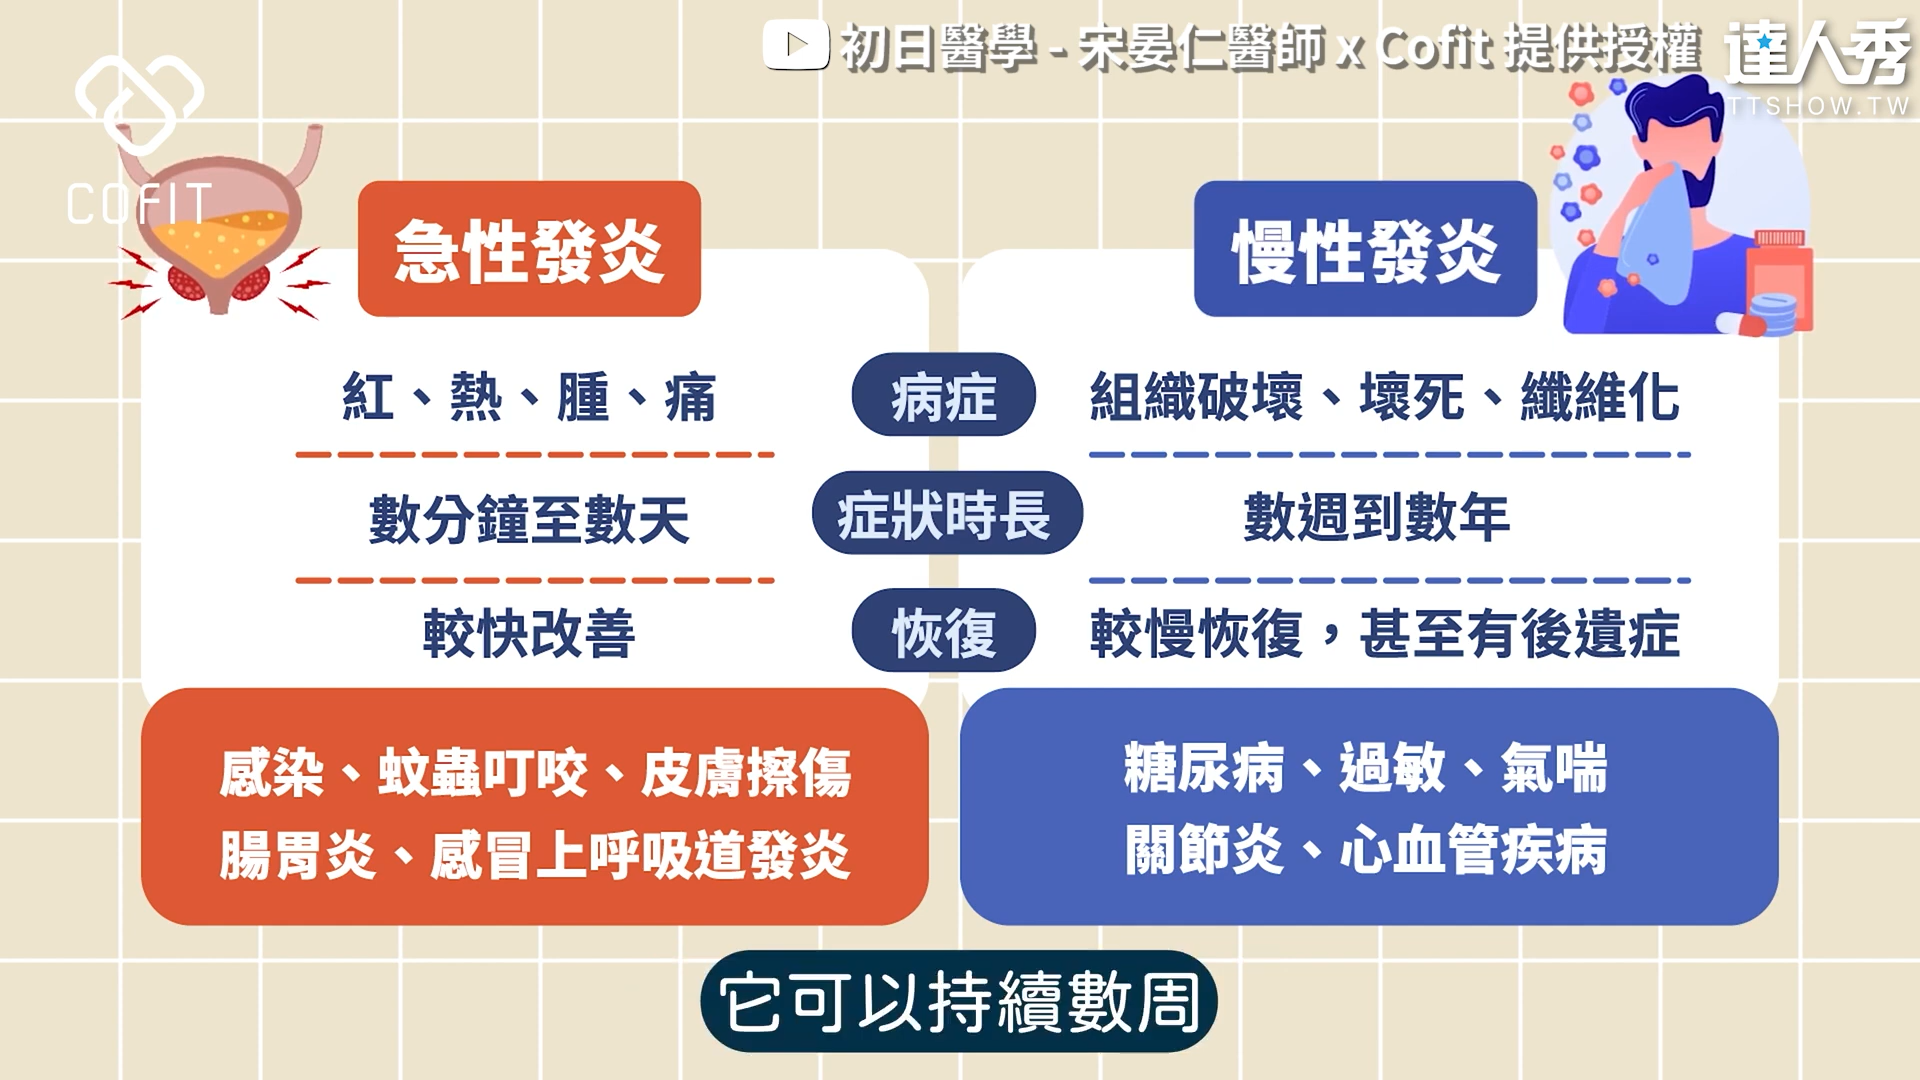 初日醫學 - 宋晏仁醫師 x Cofit 提供授權
達人秀
TTSHOW.TW
COFIT
急性發炎
慢性發炎
紅、熱、腫、痛
病症
組織破壞、壞死、纖維化
數分鐘至數天
症狀時長
數週到數年
較快改善
恢復
較慢恢復，甚至有後遺症
感染、蚊蟲叮咬、皮膚擦傷
腸胃炎、感冒上呼吸道發炎
糖尿病、過敏、氣喘
關節炎、心血管疾病
它可以持續數周